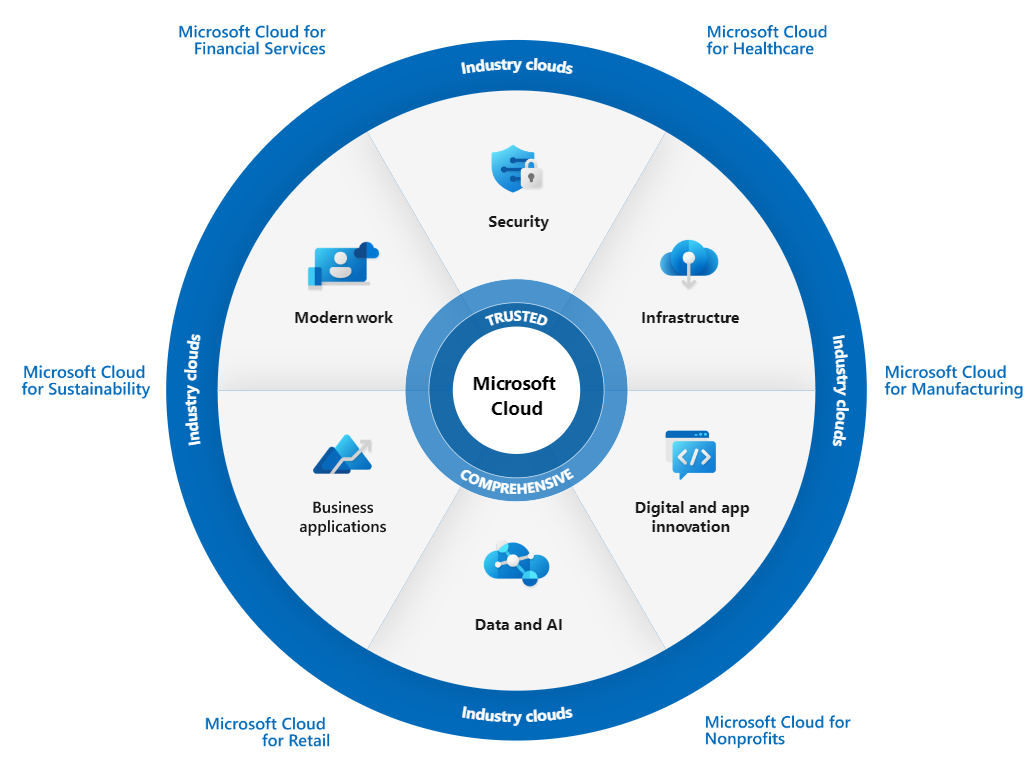 Microsoft Cloud for
Financial Services
Microsoft Cloud
for Healthcare
Industry clouds
Security
Modern work
Infrastructure
TRUSTED
Microsoft Cloud
for Sustainability
Industry clouds
Microsoft
Cloud
Industry clouds
Microsoft Cloud
for Manufacturing
COMPREHENSIVE
Business
applications
Digital and app
innovation
Data and AI
Industry clouds
Microsoft Cloud
for Retail
Microsoft Cloud for
Nonprofits